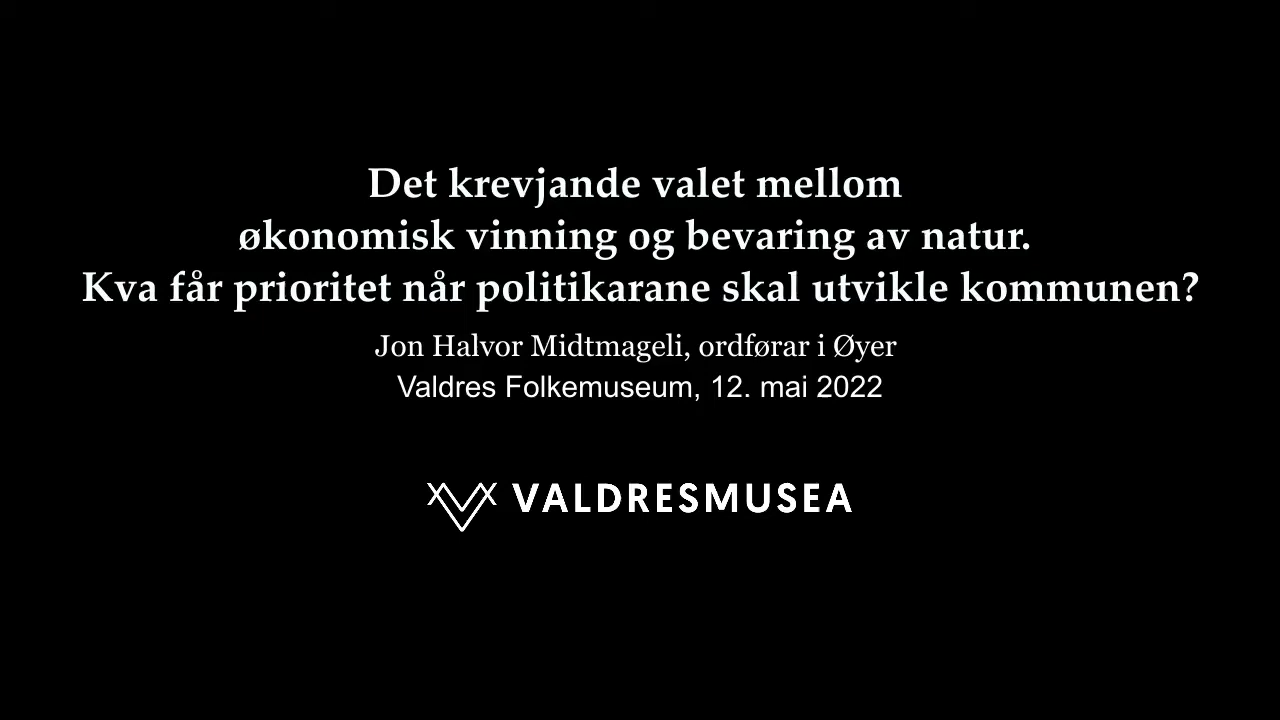 Det krevjande valet mellom
økonomisk vinning og bevaring av natur.
Kva får prioritet når politikarane skal utvikle kommunen?
Jon Halvor Midtmageli, ordførar i Øyer
Valdres Folkemuseum, 12. mai 2022
VALDRESMUSEA